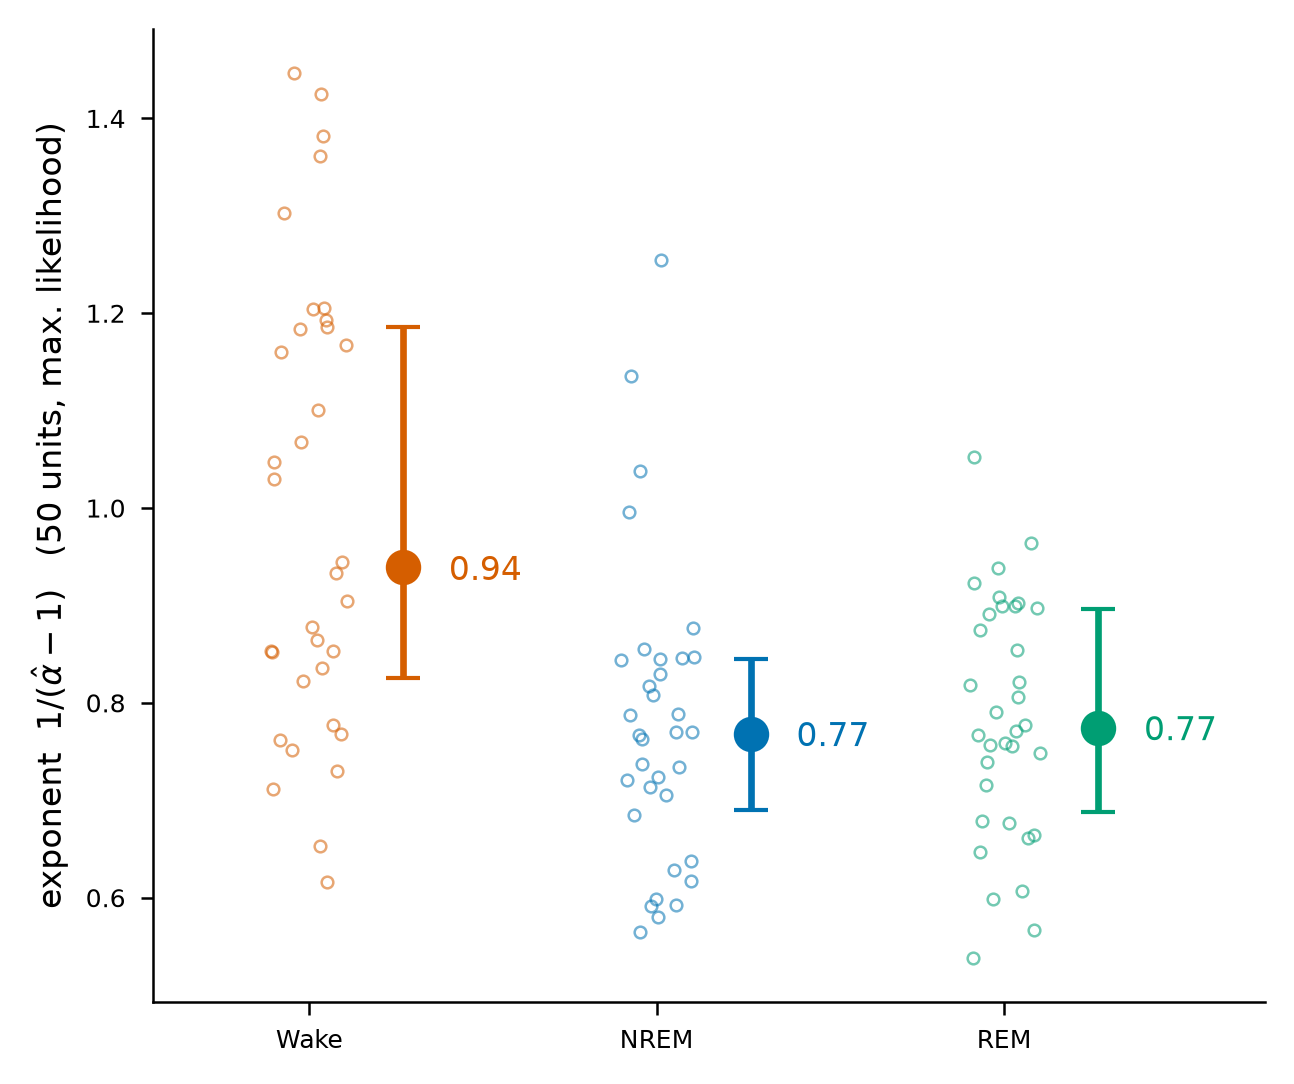 exponent 1/(α̂ − 1) (50 units, max. likelihood)
1.4
1.2
1.0
0.8
0.6
0.94
0.77
0.77
Wake
NREM
REM